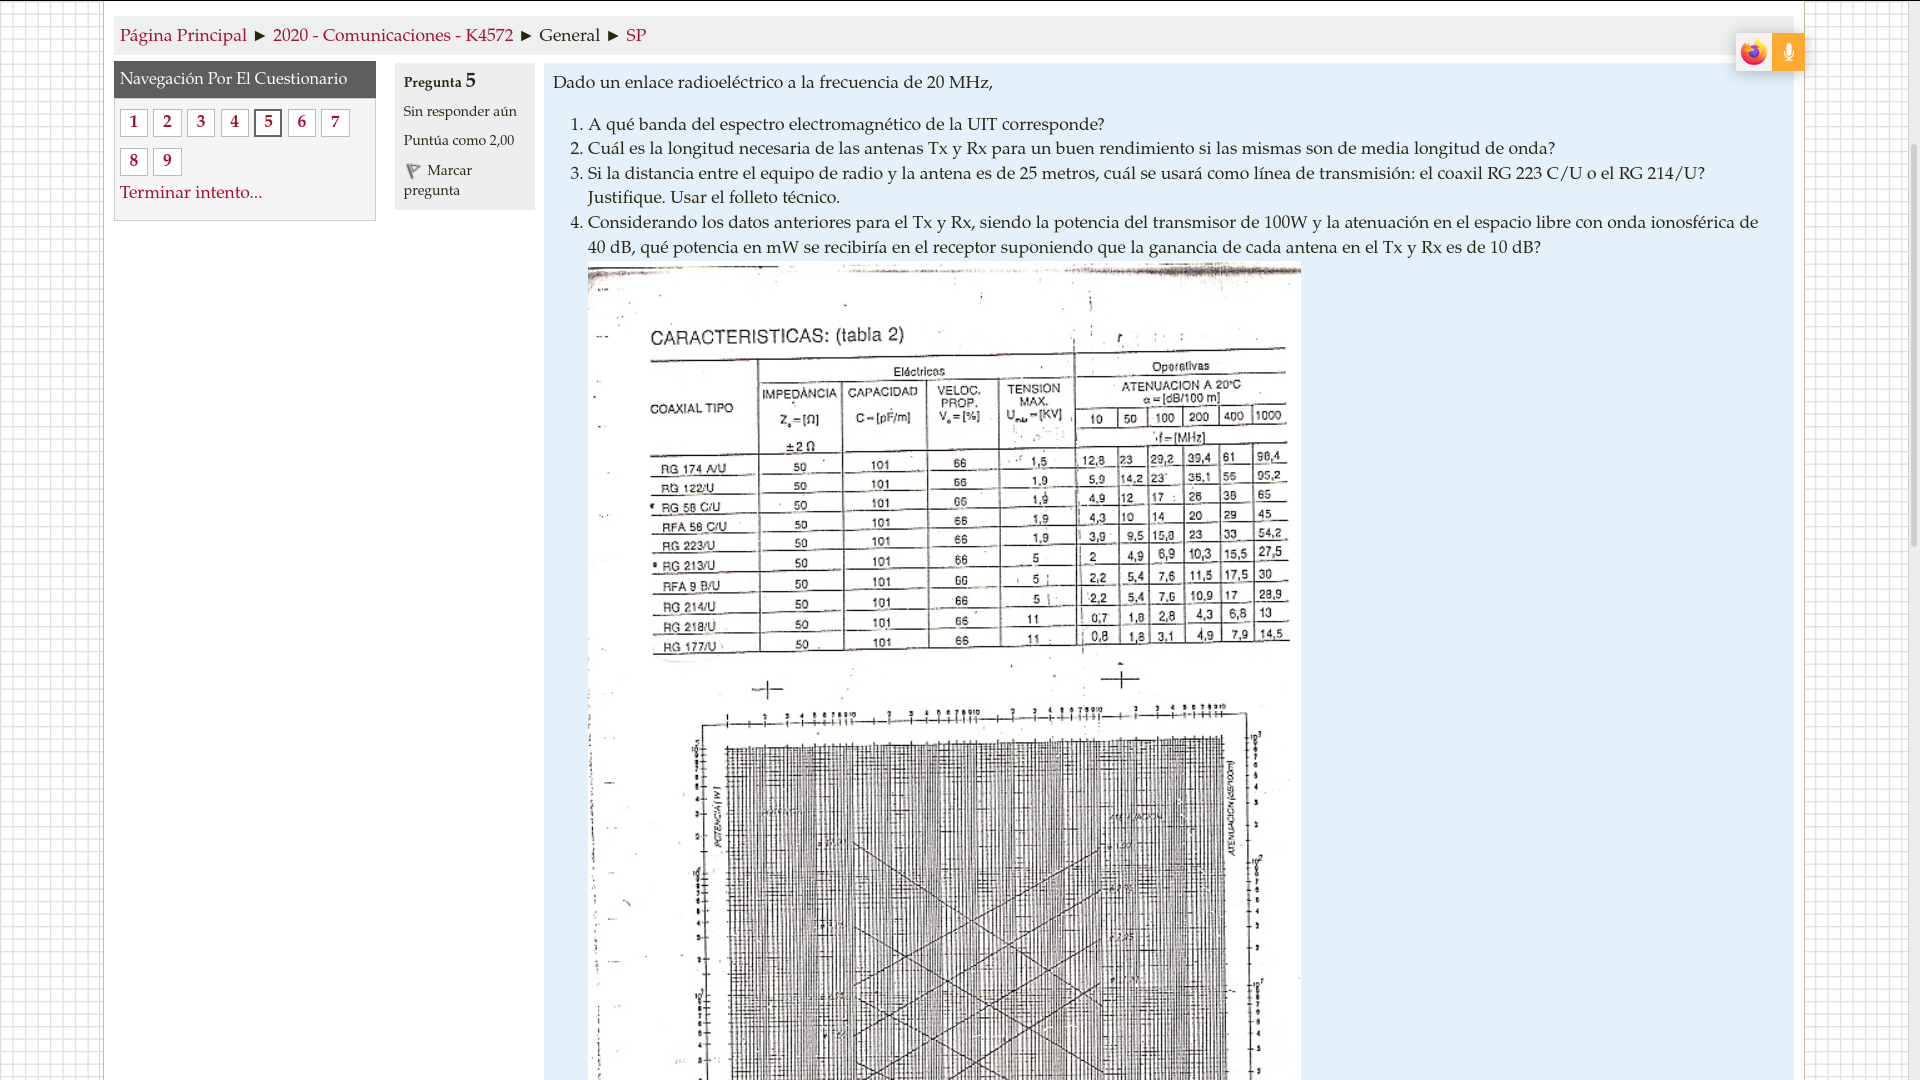 Página Principal ► 2020 - Comunicaciones - K4572 ► General ► SP
Navegación Por El Cuestionario
1 2 3 4 5 6 7
8 9
Terminar intento...
Pregunta 5
Sin responder aún
Puntúa como 2,00
Marcar
pregunta
Dado un enlace radioeléctrico a la frecuencia de 20 MHz,
1. A qué banda del espectro electromagnético de la UIT corresponde?
2. Cuál es la longitud necesaria de las antenas Tx y Rx para un buen rendimiento si las mismas son de media longitud de onda?
3. Si la distancia entre el equipo de radio y la antena es de 25 metros, cuál se usará como línea de transmisión: el coaxil RG 223 C/U o el RG 214/U?
Justifique. Usar el folleto técnico.
4. Considerando los datos anteriores para el Tx y Rx, siendo la potencia del transmisor de 100W y la atenuación en el espacio libre con onda ionosférica de
40 dB, qué potencia en mW se recibiría en el receptor suponiendo que la ganancia de cada antena en el Tx y Rx es de 10 dB?
CARACTERISTICAS: (tabla 2)
Eléctricas Operativas
COAXIAL TIPO IMPEDANCIA CAPACIDAD VELOC. PROP. TENSION MAX. ATENUACION A 20°C
Z₀=[Ω] C=[pF/m] V₀=[%] Umáx=[KV] α=[dB/100 m]
±2 Ω 10 50 100 200 400 1000
f=[MHz]
RG 174 A/U 50 101 66 1,5 12,8 23 29,2 39,4 61 98,4
RG 122/U 50 101 66 1,9 5,9 14,2 23 36,1 56 95,2
* RG 58 C/U 50 101 66 1,9 4,9 12 17 26 38 65
RFA 58 C/U 50 101 66 1,9 4,3 10 14 20 29 45
RG 223/U 50 101 66 1,9 3,9 9,5 15,8 23 33 54,2
* RG 213/U 50 101 66 5 2 4,9 6,9 10,3 15,5 27,5
RFA 9 B/U 50 101 66 5 2,2 5,4 7,6 11,5 17,5 30
RG 214/U 50 101 66 5 2,2 5,4 7,6 10,9 17 28,9
RG 218/U 50 101 66 11 0,7 1,8 2,8 4,3 6,8 13
RG 177/U 50 101 66 11 0,8 1,8 3,1 4,9 7,9 14,5
POTENCIA [W]
ATENUACION [dB/100m]